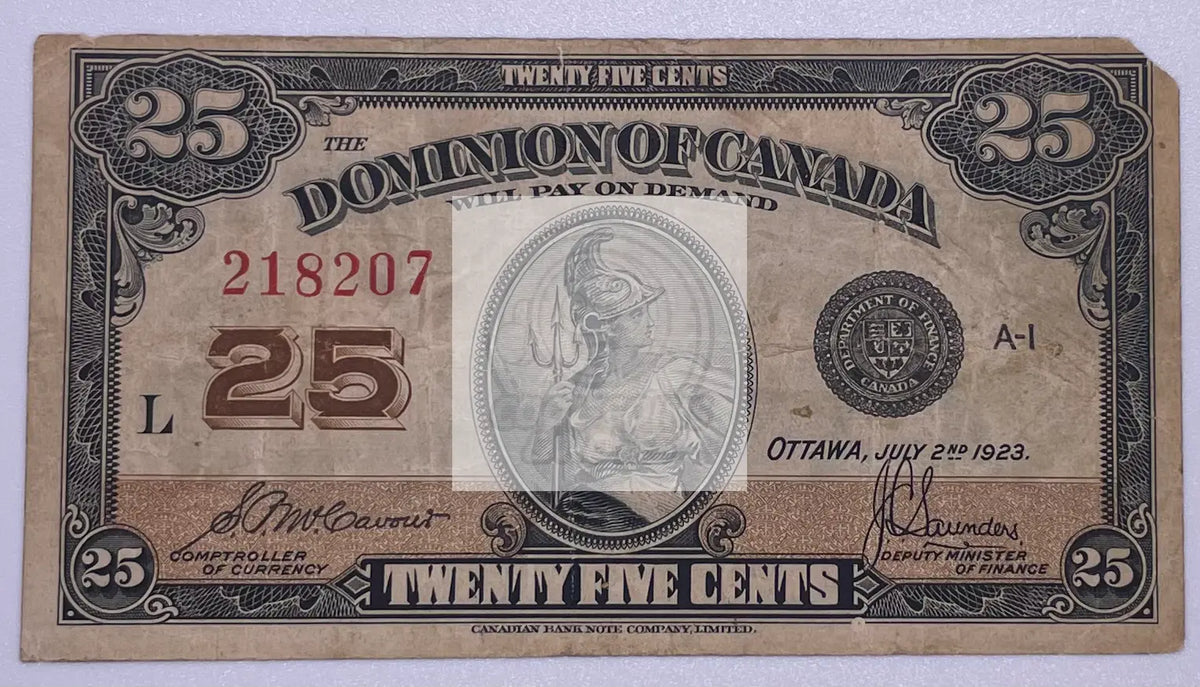 TWENTY FIVE CENTS
25
25
THE
DOMINION OF CANADA
WILL PAY ON DEMAND
218207
25
L
DEPARTMENT OF FINANCE
CANADA
A-1
OTTAWA, JULY 2ND 1923.
COMPTROLLER
OF CURRENCY
J.C. Saunders
DEPUTY MINISTER
OF FINANCE
25
TWENTY FIVE CENTS
25
CANADIAN BANK NOTE COMPANY, LIMITED.